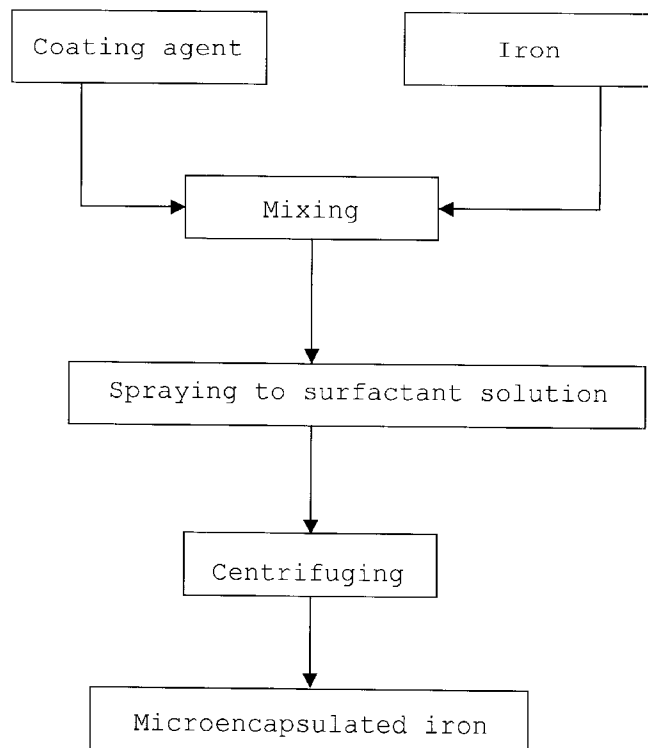 Coating agent
Iron
Mixing
Spraying to surfactant solution
Centrifuging
Microencapsulated iron